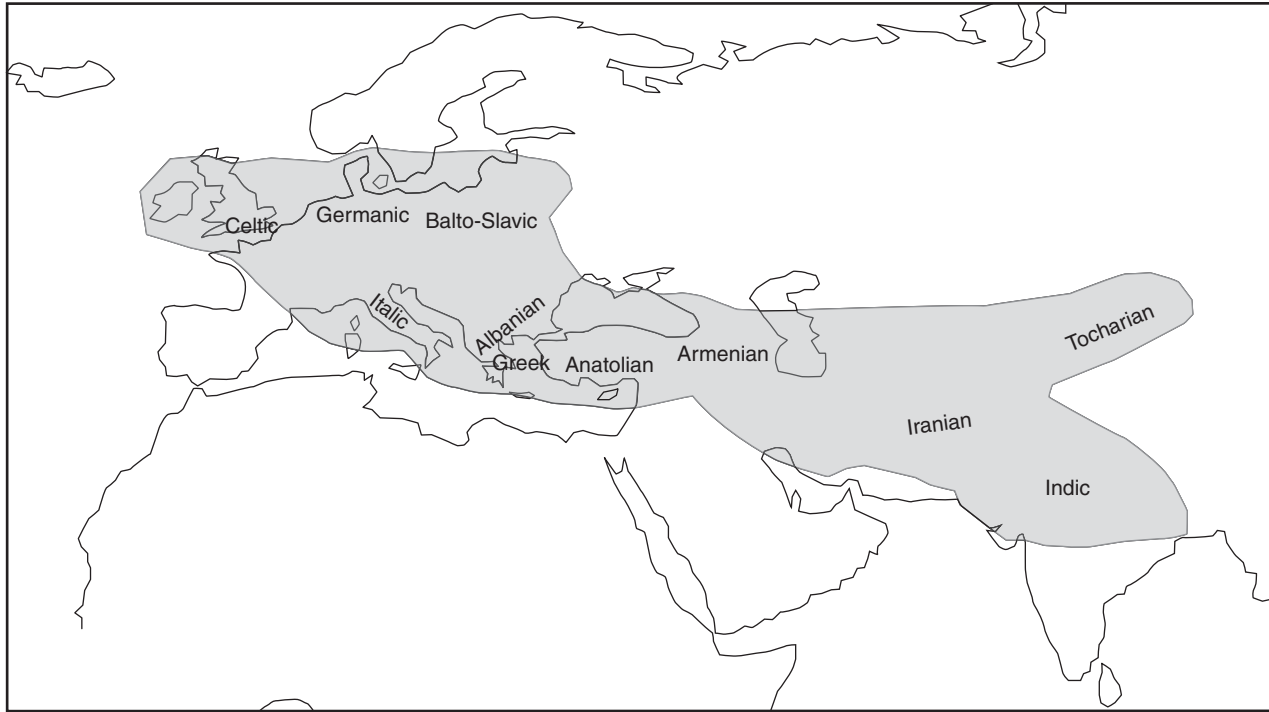 Celtic
Germanic
Balto-Slavic
Italic
Albanian
Greek
Anatolian
Armenian
Tocharian
Iranian
Indic